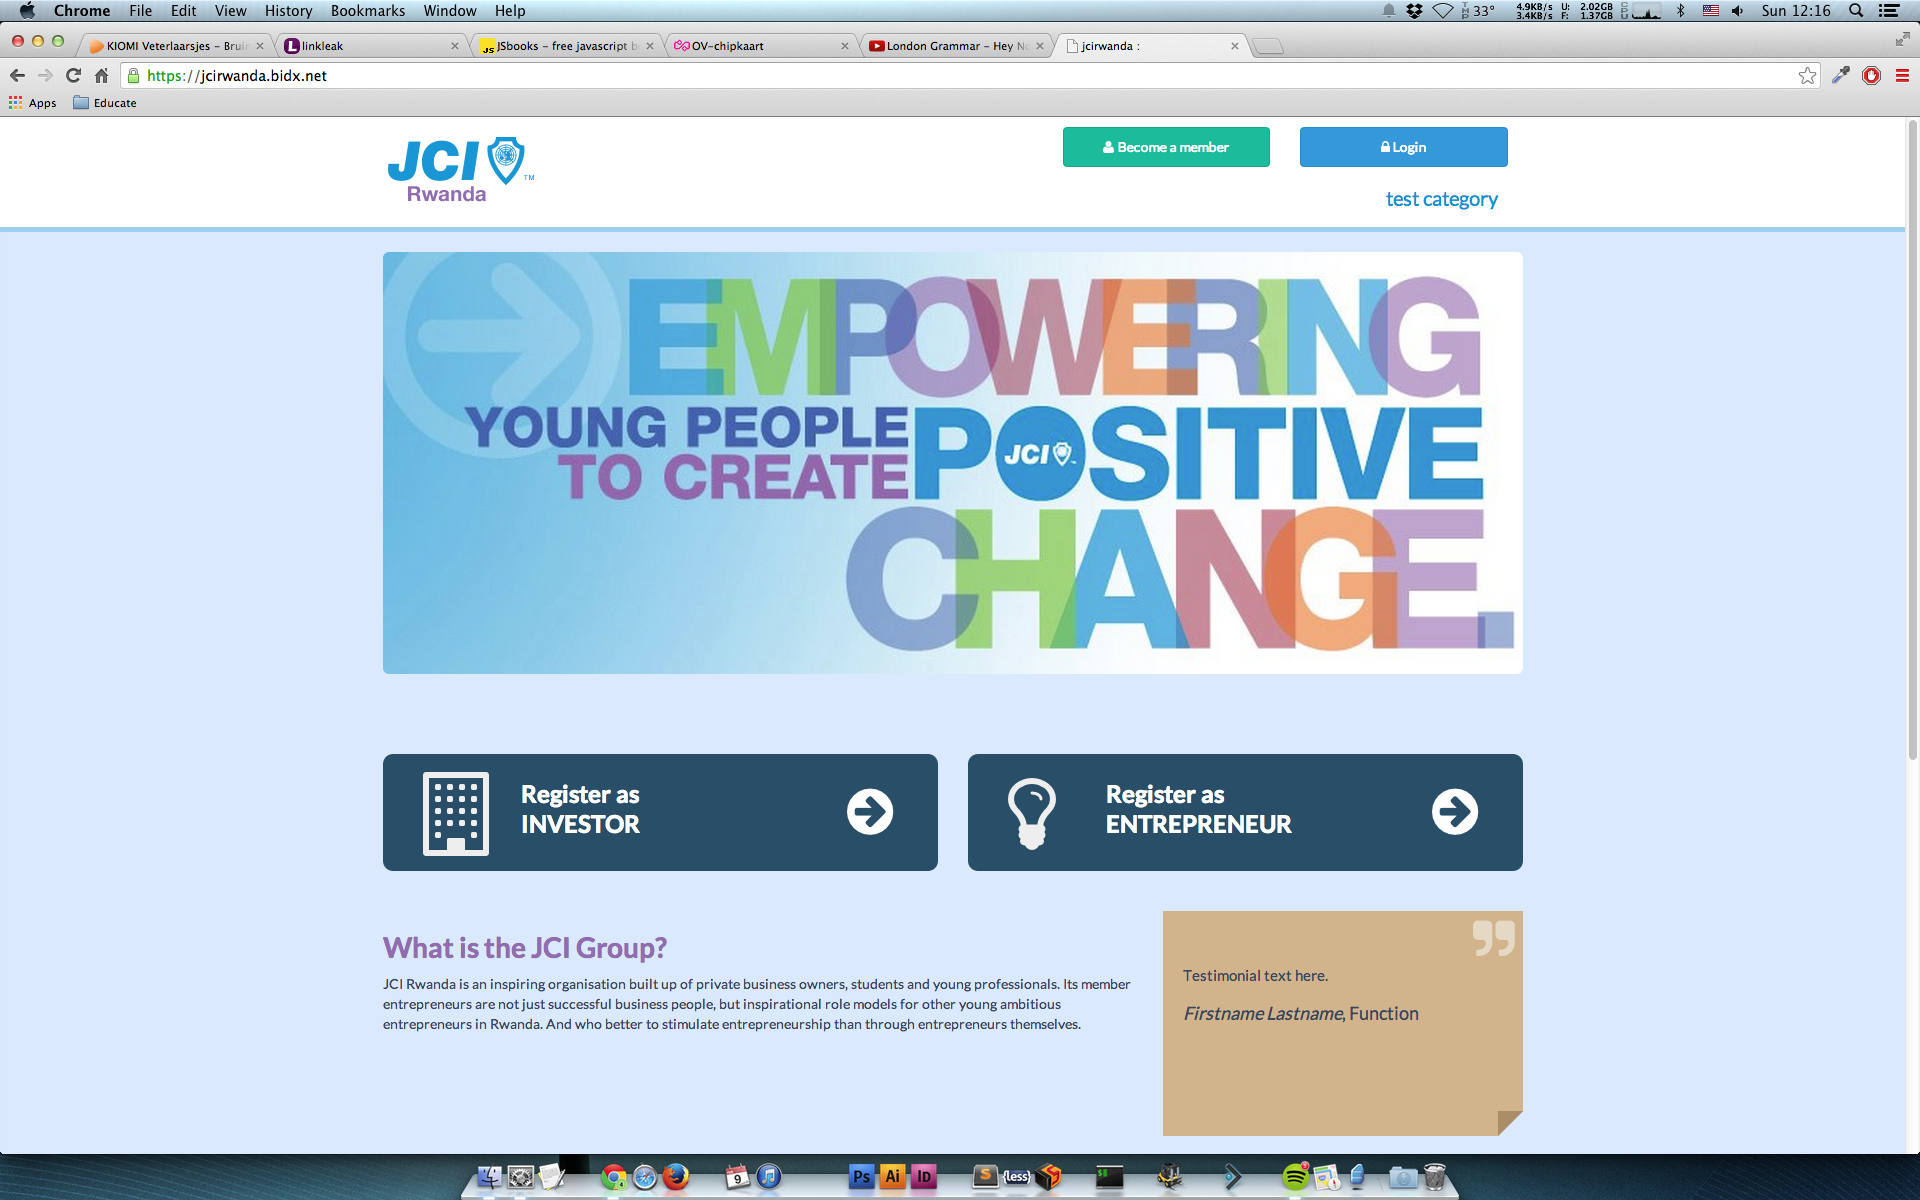 Chrome File Edit View History Bookmarks Window Help
33° 4.9KB/s U: 2.02GB
3.4KB/s F: 1.37GB
Sun 12:16
KIOMI Veterlaarsjes – Brui
linkleak
JSbooks – free javascript b
OV-chipkaart
London Grammar – Hey N
jcirwanda :
https://jcirwanda.bidx.net
Apps Educate
JCI TM
Rwanda
Become a member
Login
test category
EMPOWERING
YOUNG PEOPLE
TO CREATE
POSITIVE
JCI
CHANGE.
Register as
INVESTOR
Register as
ENTREPRENEUR
What is the JCI Group?
JCI Rwanda is an inspiring organisation built up of private business owners, students and young professionals. Its member
entrepreneurs are not just successful business people, but inspirational role models for other young ambitious
entrepreneurs in Rwanda. And who better to stimulate entrepreneurship than through entrepreneurs themselves.
Testimonial text here.
Firstname Lastname, Function
9
Ps Ai ID
S {less}